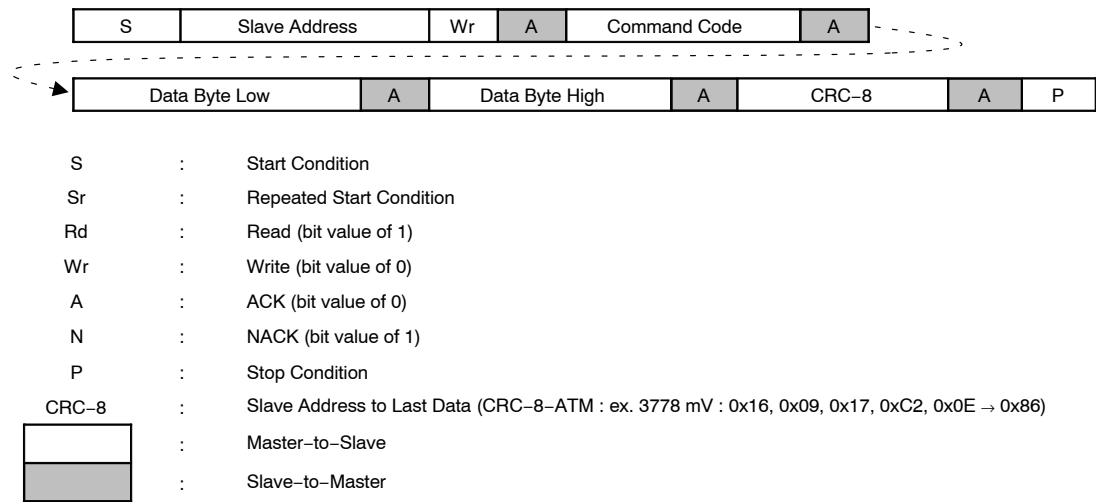 S Slave Address Wr A Command Code A
Data Byte Low A Data Byte High A CRC−8 A P
S : Start Condition
Sr : Repeated Start Condition
Rd : Read (bit value of 1)
Wr : Write (bit value of 0)
A : ACK (bit value of 0)
N : NACK (bit value of 1)
P : Stop Condition
CRC−8 : Slave Address to Last Data (CRC−8−ATM : ex. 3778 mV : 0x16, 0x09, 0x17, 0xC2, 0x0E → 0x86)
: Master−to−Slave
: Slave−to−Master